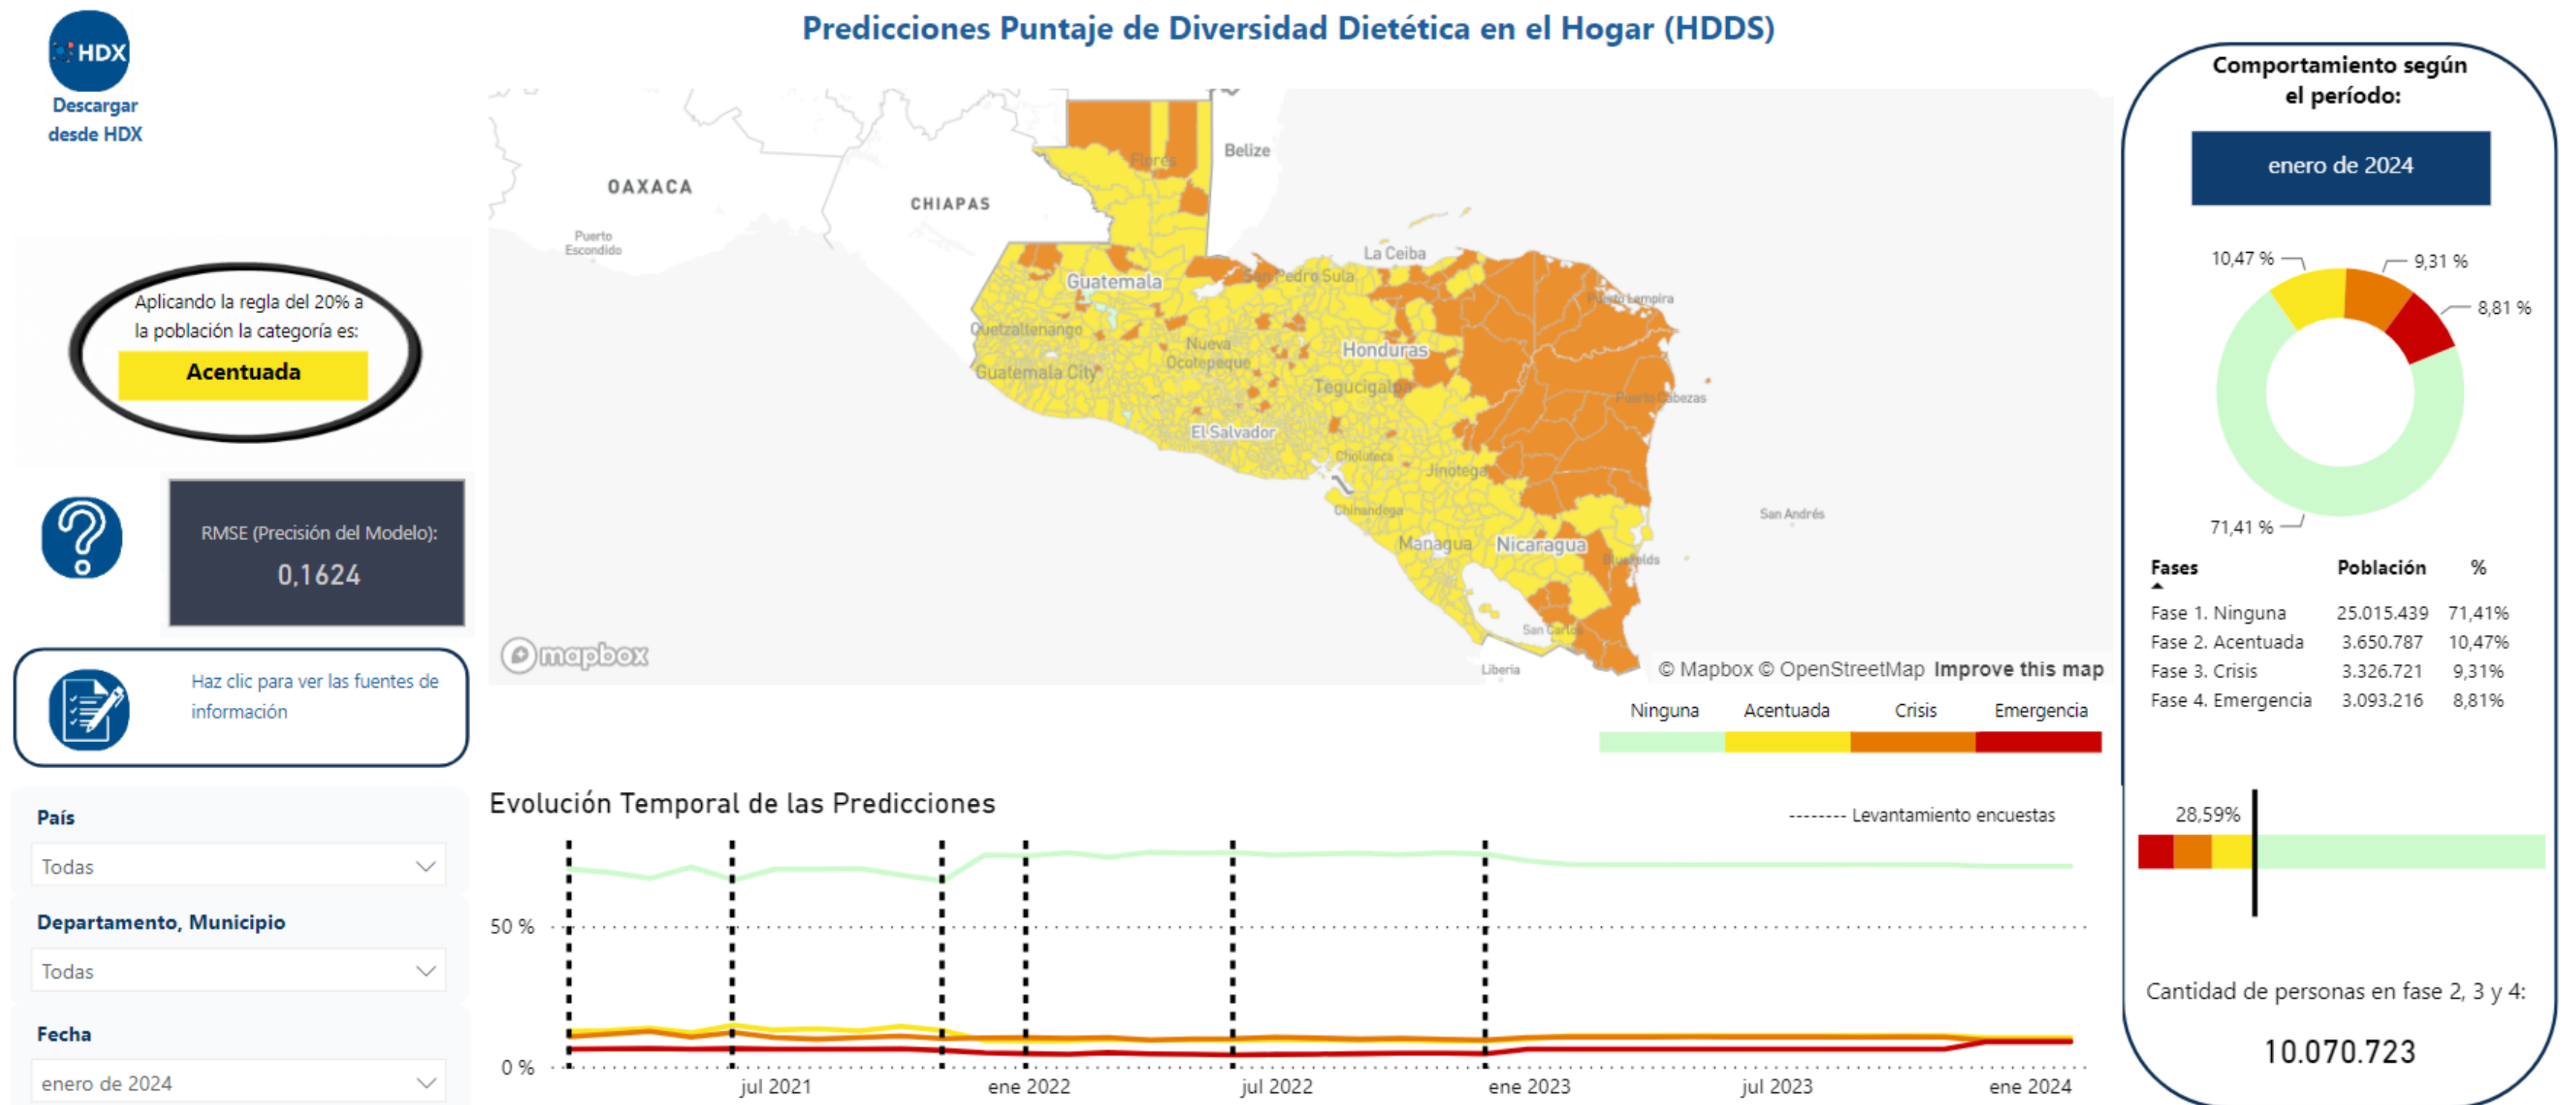 Predicciones Puntaje de Diversidad Dietética en el Hogar (HDDS)
HDX
Descargar
desde HDX
Aplicando la regla del 20% a
la población la categoría es:
Acentuada
RMSE (Precisión del Modelo):
0,1624
Haz clic para ver las fuentes de
información
País
Todas
Departamento, Municipio
Todas
Fecha
enero de 2024
OAXACA
CHIAPAS
Puerto
Escondido
Belize
Flores
La Ceiba
San Pedro Sula
Guatemala
Puerto Lempira
Quetzaltenango
Nueva
Ocotepeque
Honduras
Guatemala City
Tegucigalpa
Puerto Cabezas
El Salvador
Choluteca
Jinotega
Chinandega
San Andrés
Managua
Nicaragua
Bluefields
San Carlos
Liberia
mapbox
© Mapbox © OpenStreetMap Improve this map
Ninguna Acentuada Crisis Emergencia
Evolución Temporal de las Predicciones
-------- Levantamiento encuestas
50 %
0 %
jul 2021 ene 2022 jul 2022 ene 2023 jul 2023 ene 2024
Comportamiento según
el período:
enero de 2024
10,47 %
9,31 %
8,81 %
71,41 %
Fases Población %
Fase 1. Ninguna 25.015.439 71,41%
Fase 2. Acentuada 3.650.787 10,47%
Fase 3. Crisis 3.326.721 9,31%
Fase 4. Emergencia 3.093.216 8,81%
28,59%
Cantidad de personas en fase 2, 3 y 4:
10.070.723